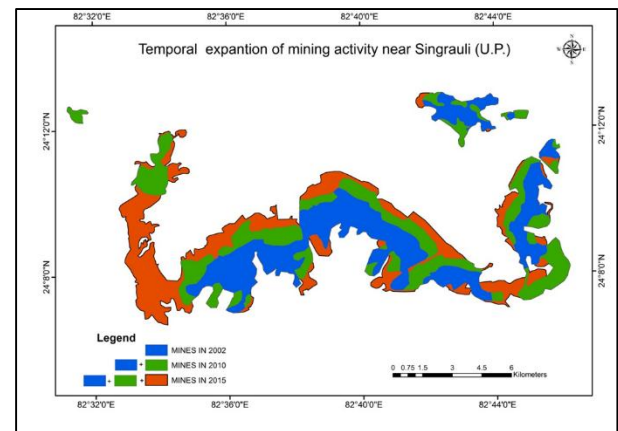 82°32'0"E 82°36'0"E 82°40'0"E 82°44'0"E
Temporal expantion of mining activity near Singrauli (U.P.)
N
W E
S
24°12'0"N 24°12'0"N
24°8'0"N 24°8'0"N
Legend
MINES IN 2002
+ MINES IN 2010
+ + MINES IN 2015
0 0.75 1.5 3 4.5 6
Kilometers
82°32'0"E 82°36'0"E 82°40'0"E 82°44'0"E